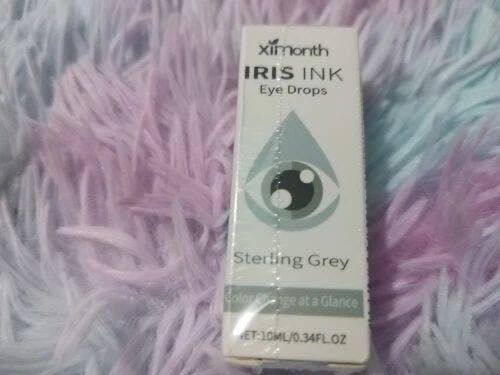 ximonth
IRIS INK
Eye Drops
Sterling Grey
Color Change at a Glance
NET:10ML/0.34FL.OZ